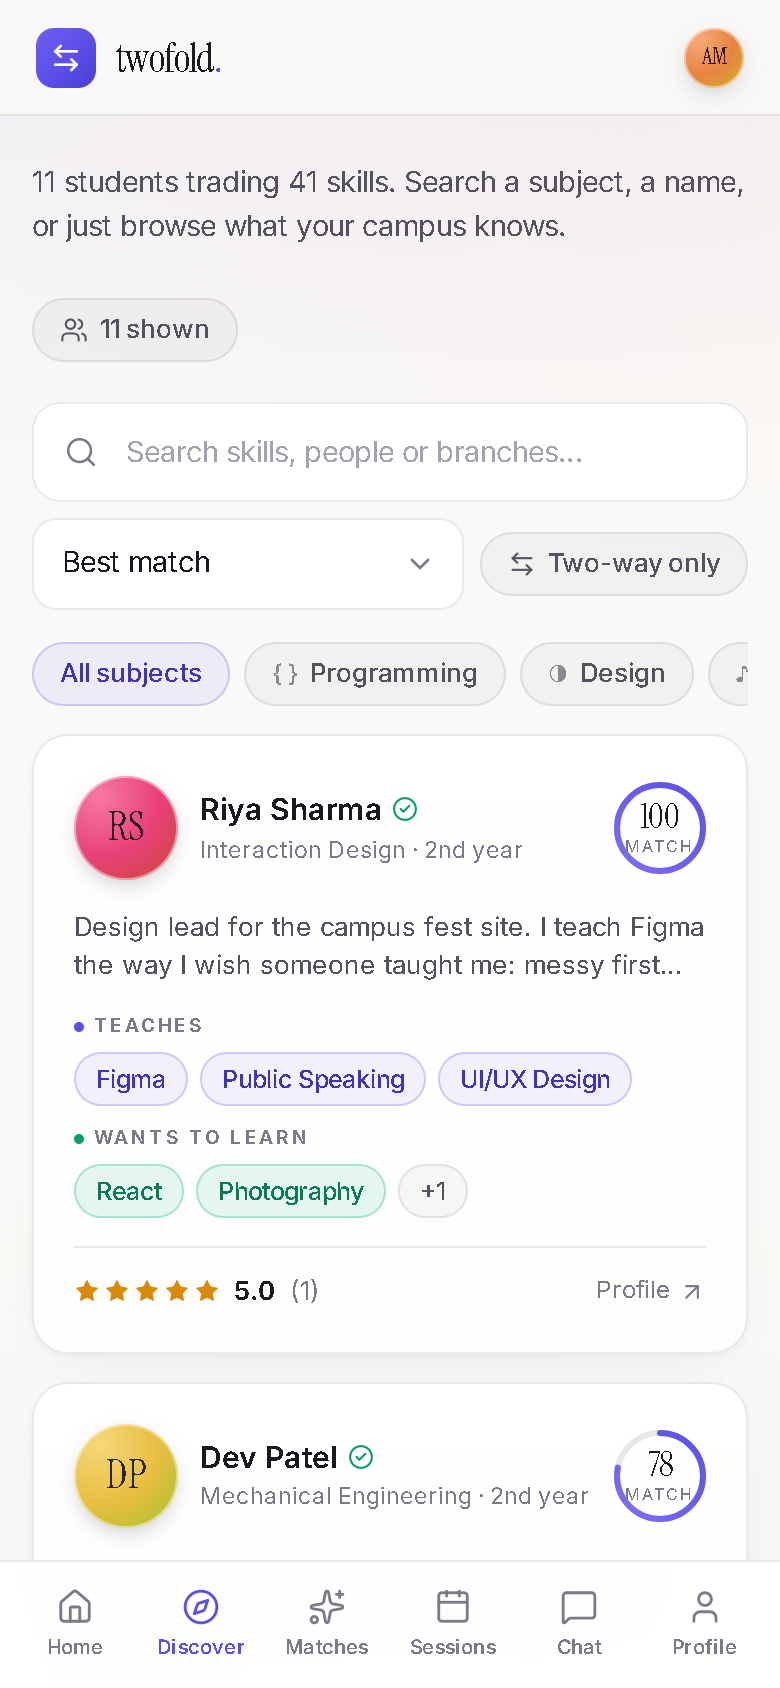 twofold.
AM
11 students trading 41 skills. Search a subject, a name,
or just browse what your campus knows.
11 shown
Search skills, people or branches...
Best match
Two-way only
All subjects
{ } Programming
Design
RS
Riya Sharma
Interaction Design · 2nd year
100
MATCH
Design lead for the campus fest site. I teach Figma
the way I wish someone taught me: messy first...
TEACHES
Figma
Public Speaking
UI/UX Design
WANTS TO LEARN
React
Photography
+1
5.0 (1)
Profile
DP
Dev Patel
Mechanical Engineering · 2nd year
78
MATCH
Home
Discover
Matches
Sessions
Chat
Profile